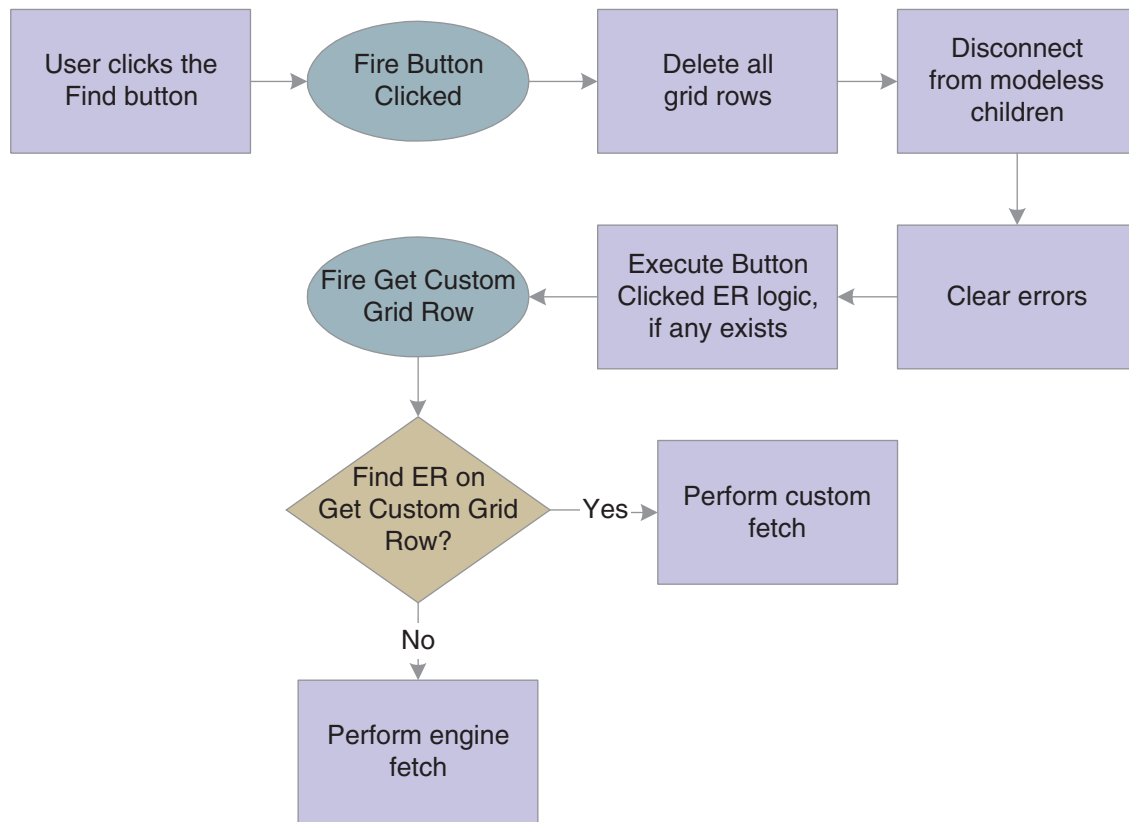 User clicks the
Find button
Fire Button
Clicked
Delete all
grid rows
Disconnect
from modeless
children
Clear errors
Execute Button
Clicked ER logic,
if any exists
Fire Get Custom
Grid Row
Find ER on
Get Custom Grid
Row?
Yes
Perform custom
fetch
No
Perform engine
fetch